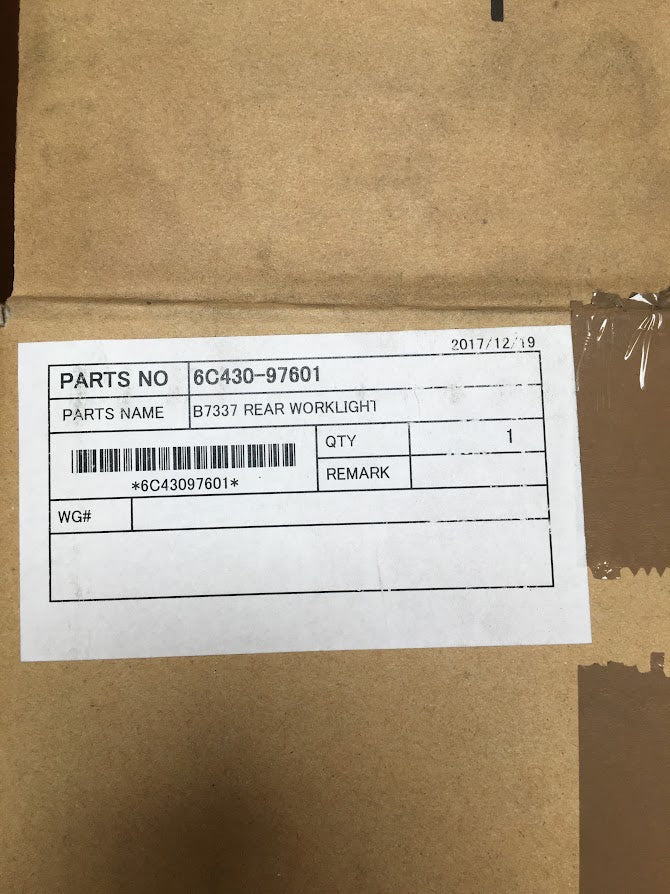 2017/12/19
PARTS NO 6C430-97601
PARTS NAME B7337 REAR WORKLIGHT
QTY 1
*6C43097601*
REMARK
WG#